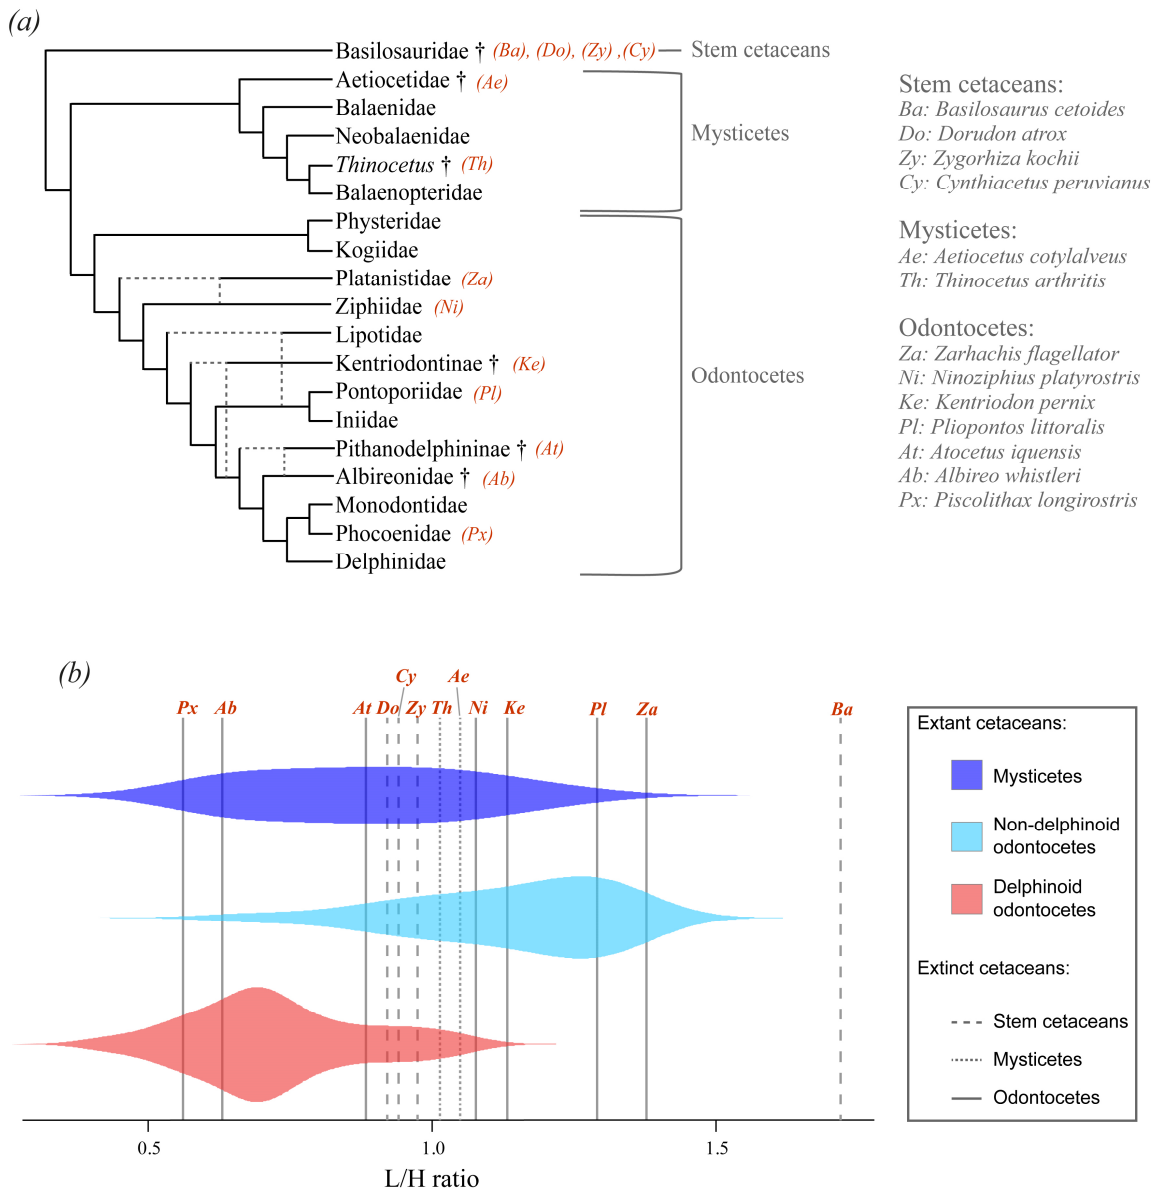 (a)
Basilosauridae † (Ba), (Do), (Zy) ,(Cy) Stem cetaceans
Aetiocetidae † (Ae)
Balaenidae
Neobalaenidae
Mysticetes
Thinocetus † (Th)
Balaenopteridae
Physteridae
Kogiidae
Platanistidae (Za)
Ziphiidae (Ni)
Lipotidae
Kentriodontinae † (Ke)
Odontocetes
Pontoporiidae (Pl)
Iniidae
Pithanodelphininae † (At)
Albireonidae † (Ab)
Monodontidae
Phocoenidae (Px)
Delphinidae
Stem cetaceans:
Ba: Basilosaurus cetoides
Do: Dorudon atrox
Zy: Zygorhiza kochii
Cy: Cynthiacetus peruvianus
Mysticetes:
Ae: Aetiocetus cotylalveus
Th: Thinocetus arthritis
Odontocetes:
Za: Zarhachis flagellator
Ni: Ninoziphius platyrostris
Ke: Kentriodon pernix
Pl: Pliopontos littoralis
At: Atocetus iquensis
Ab: Albireo whistleri
Px: Piscolithax longirostris
(b)
Cy Ae
Px Ab At Do Zy Th Ni Ke Pl Za Ba
0.5 1.0 1.5
L/H ratio
Extant cetaceans:
Mysticetes
Non-delphinoid
odontocetes
Delphinoid
odontocetes
Extinct cetaceans:
Stem cetaceans
Mysticetes
Odontocetes